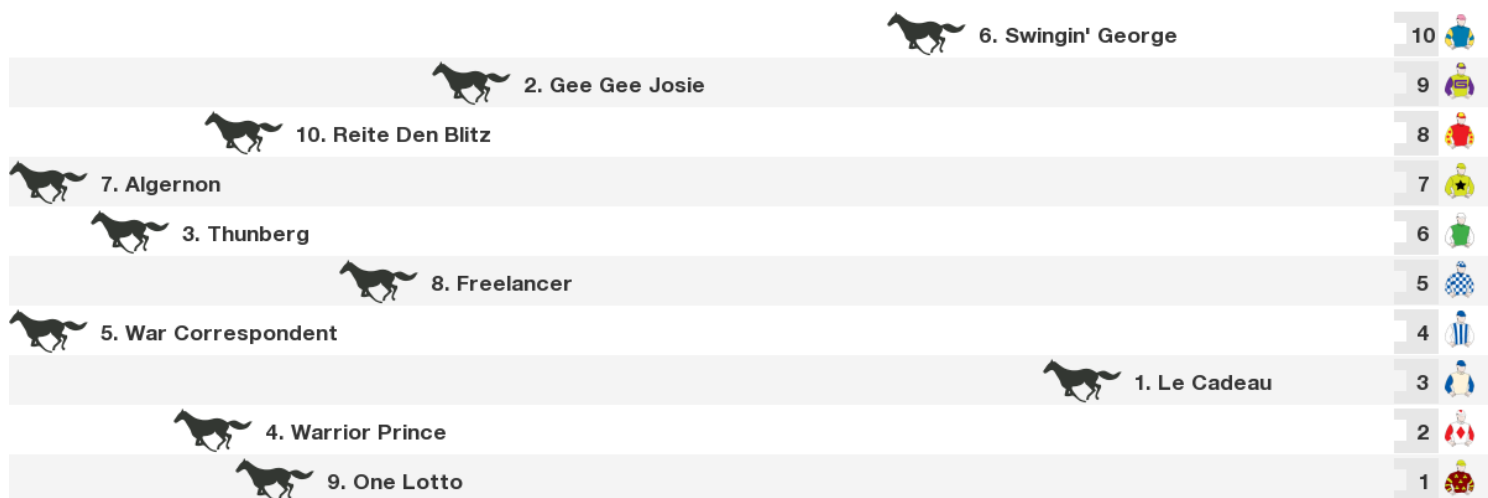 6. Swingin' George 10
2. Gee Gee Josie 9
10. Reite Den Blitz 8
7. Algernon 7
3. Thunberg 6
8. Freelancer 5
5. War Correspondent 4
1. Le Cadeau 3
4. Warrior Prince 2
9. One Lotto 1